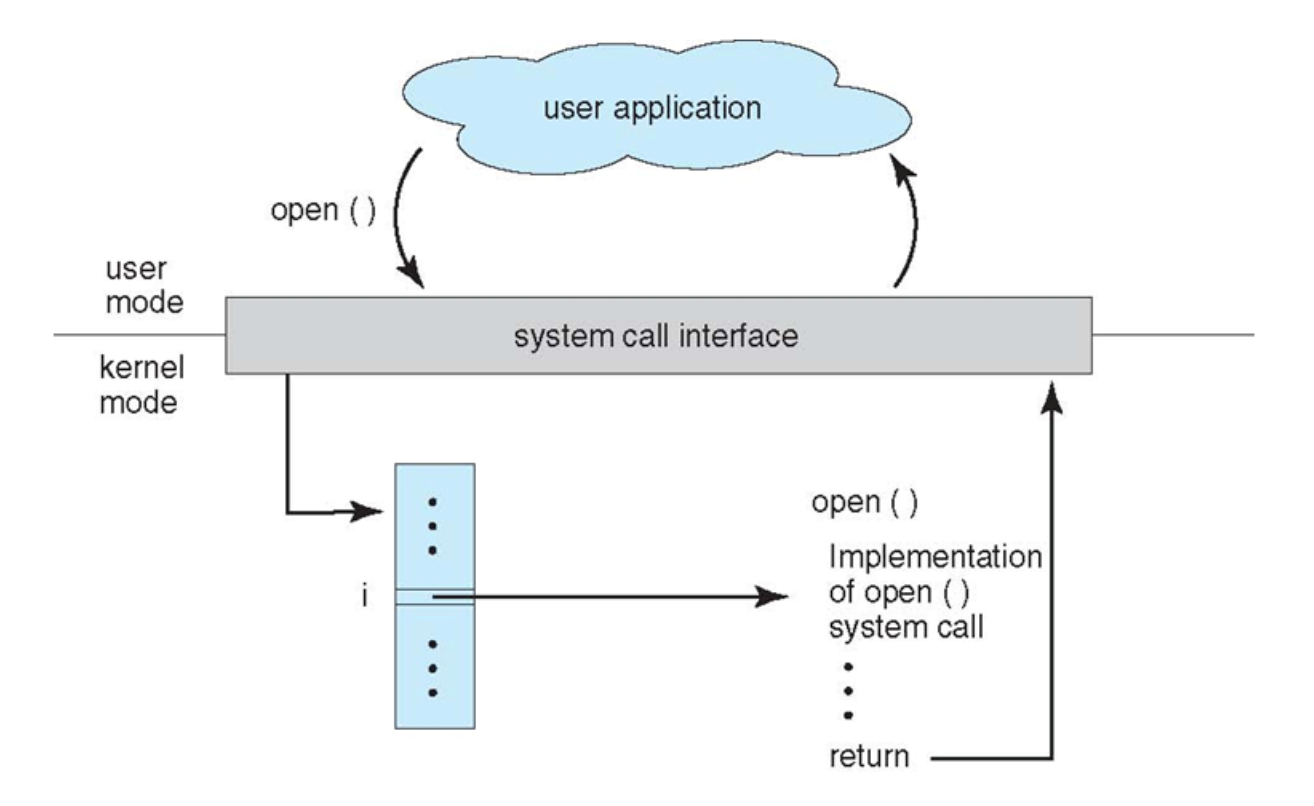 user application
open ( )
user
mode
system call interface
kernel
mode
open ( )
Implementation
of open ( )
system call
i
return